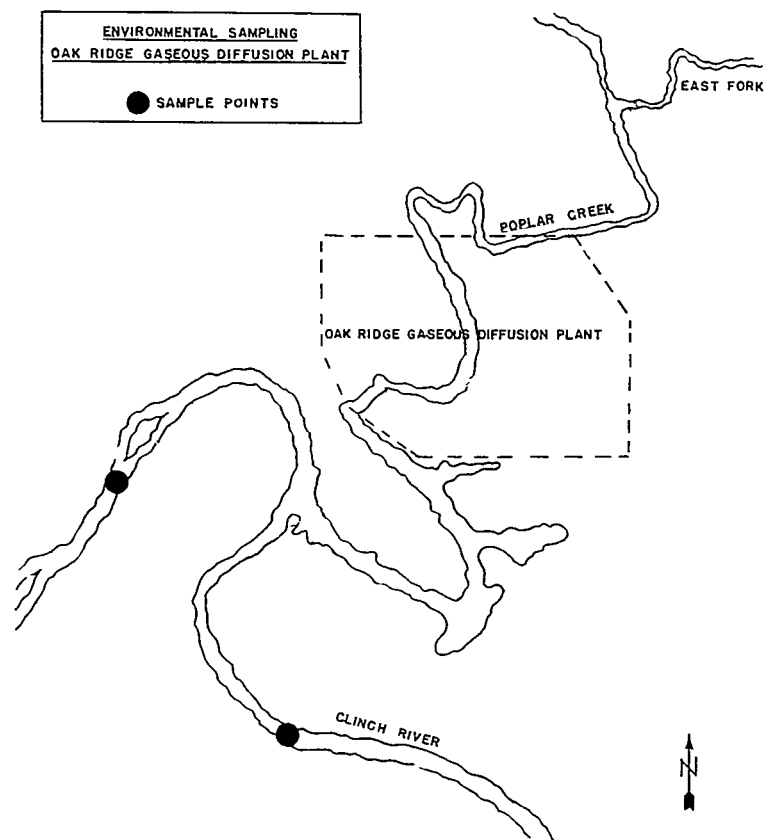 ENVIRONMENTAL SAMPLING
OAK RIDGE GASEOUS DIFFUSION PLANT
SAMPLE POINTS
EAST FORK
POPLAR CREEK
OAK RIDGE GASEOUS DIFFUSION PLANT
CLINCH RIVER
N